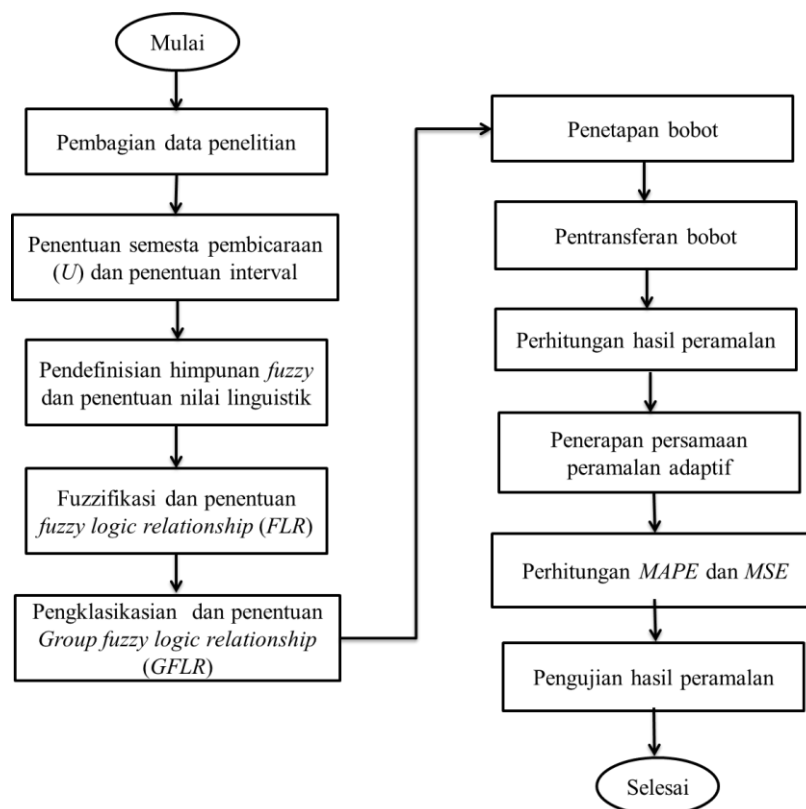 Mulai
Pembagian data penelitian
Penentuan semesta pembicaraan
(U) dan penentuan interval
Pendefinisian himpunan fuzzy
dan penentuan nilai linguistik
Fuzzifikasi dan penentuan
fuzzy logic relationship (FLR)
Pengklasikasian dan penentuan
Group fuzzy logic relationship
(GFLR)
Penetapan bobot
Pentransferan bobot
Perhitungan hasil peramalan
Penerapan persamaan
peramalan adaptif
Perhitungan MAPE dan MSE
Pengujian hasil peramalan
Selesai